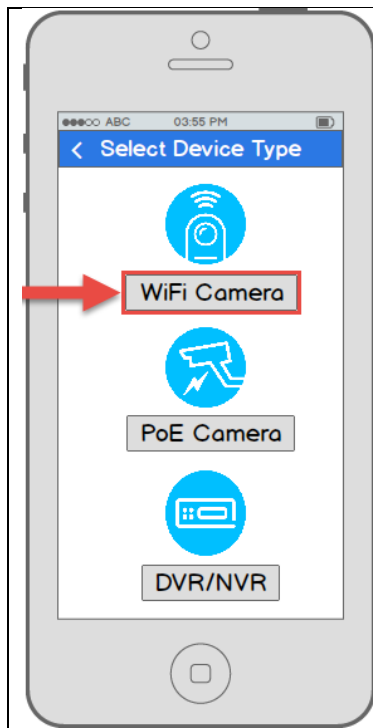 ABC 03:55 PM
Select Device Type
WiFi Camera
PoE Camera
DVR/NVR